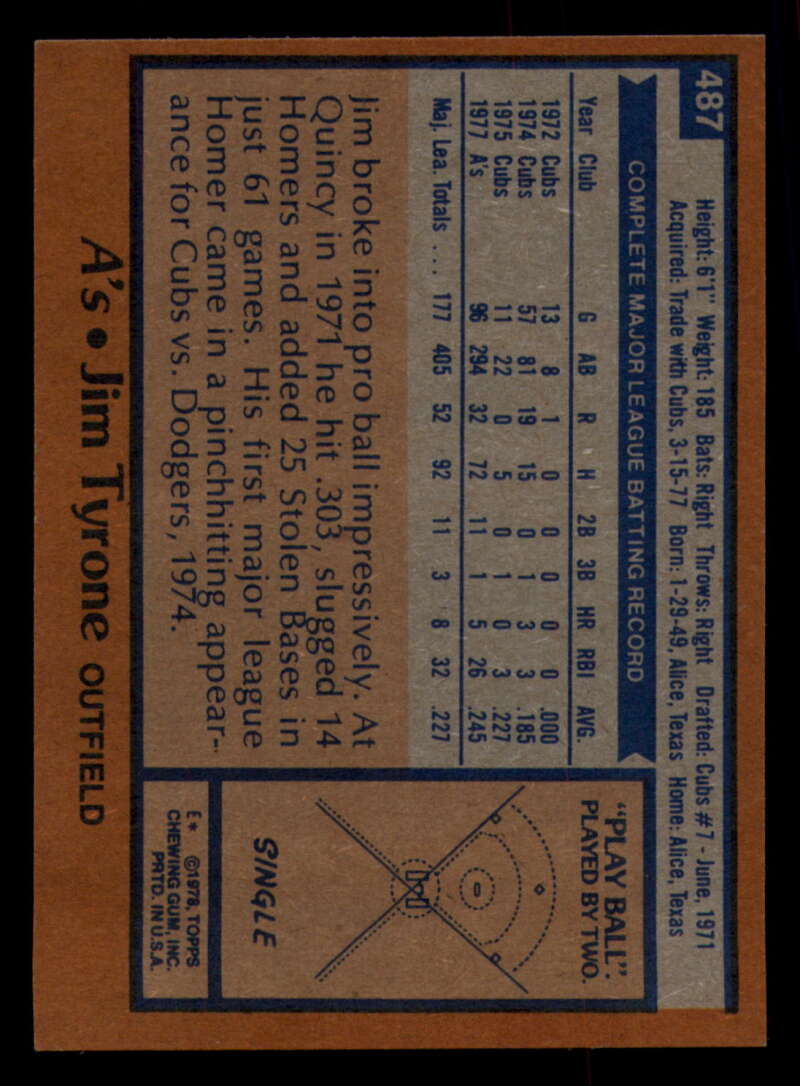 487
Height: 6'1" Weight: 185 Bats: Right Throws: Right Drafted: Cubs #7 - June, 1971
Acquired: Trade with Cubs, 3-15-77 Born: 1-29-49, Alice, Texas Home: Alice, Texas
COMPLETE MAJOR LEAGUE BATTING RECORD
Year Club G AB R H 2B 3B HR RBI AVG.
1972 Cubs 13 8 1 0 0 0 0 0 .000
1974 Cubs 57 81 19 15 0 1 3 3 .185
1975 Cubs 11 22 0 5 0 1 0 3 .227
1977 A's 96 294 32 72 11 1 5 26 .245
Maj. Lea. Totals . . . 177 405 52 92 11 3 8 32 .227
Jim broke into pro ball impressively. At
Quincy in 1971 he hit .303, slugged 14
Homers and added 25 Stolen Bases in
just 61 games. His first major league
Homer came in a pinchhitting appear-
ance for Cubs vs. Dodgers, 1974.
"PLAY BALL".
PLAYED BY TWO.
SINGLE
E* ©1978, TOPPS
CHEWING GUM, INC.
PRTD. IN U.S.A.
A's • Jim Tyrone OUTFIELD